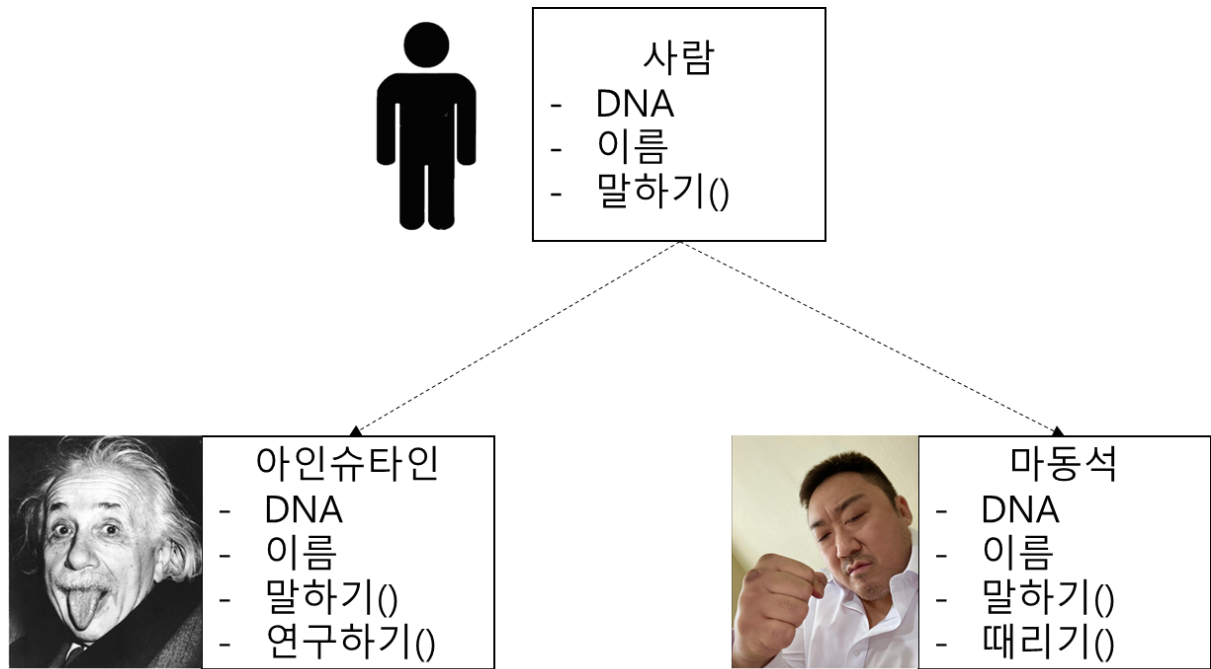 사람
- DNA
- 이름
- 말하기()
아인슈타인
- DNA
- 이름
- 말하기()
- 연구하기()
마동석
- DNA
- 이름
- 말하기()
- 때리기()